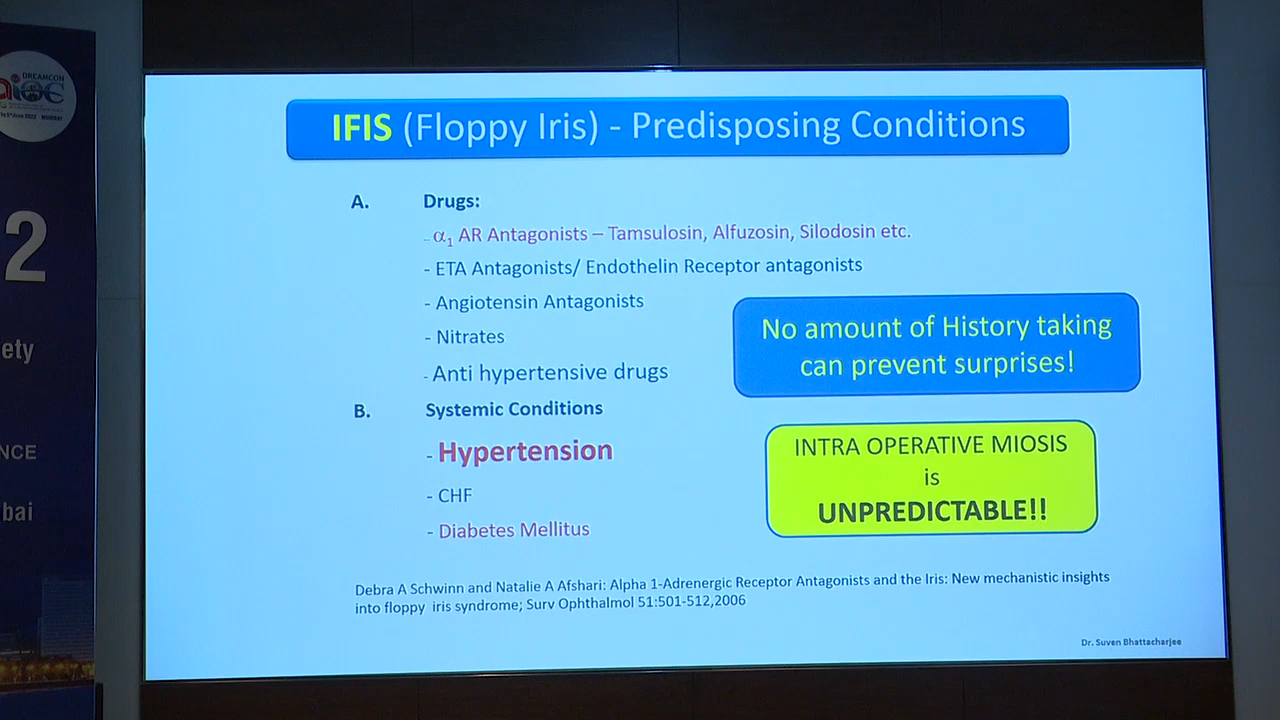 DREAMCON
aioc
MUMBAI
2
ety
NCE
bai
IFIS (Floppy Iris) - Predisposing Conditions
A. Drugs:
- α1 AR Antagonists – Tamsulosin, Alfuzosin, Silodosin etc.
- ETA Antagonists/ Endothelin Receptor antagonists
- Angiotensin Antagonists
- Nitrates
- Anti hypertensive drugs
B. Systemic Conditions
- Hypertension
- CHF
- Diabetes Mellitus
No amount of History taking
can prevent surprises!
INTRA OPERATIVE MIOSIS
is
UNPREDICTABLE!!
Debra A Schwinn and Natalie A Afshari: Alpha 1-Adrenergic Receptor Antagonists and the Iris: New mechanistic insights
into floppy iris syndrome; Surv Ophthalmol 51:501-512,2006
Dr. Suven Bhattacharjee